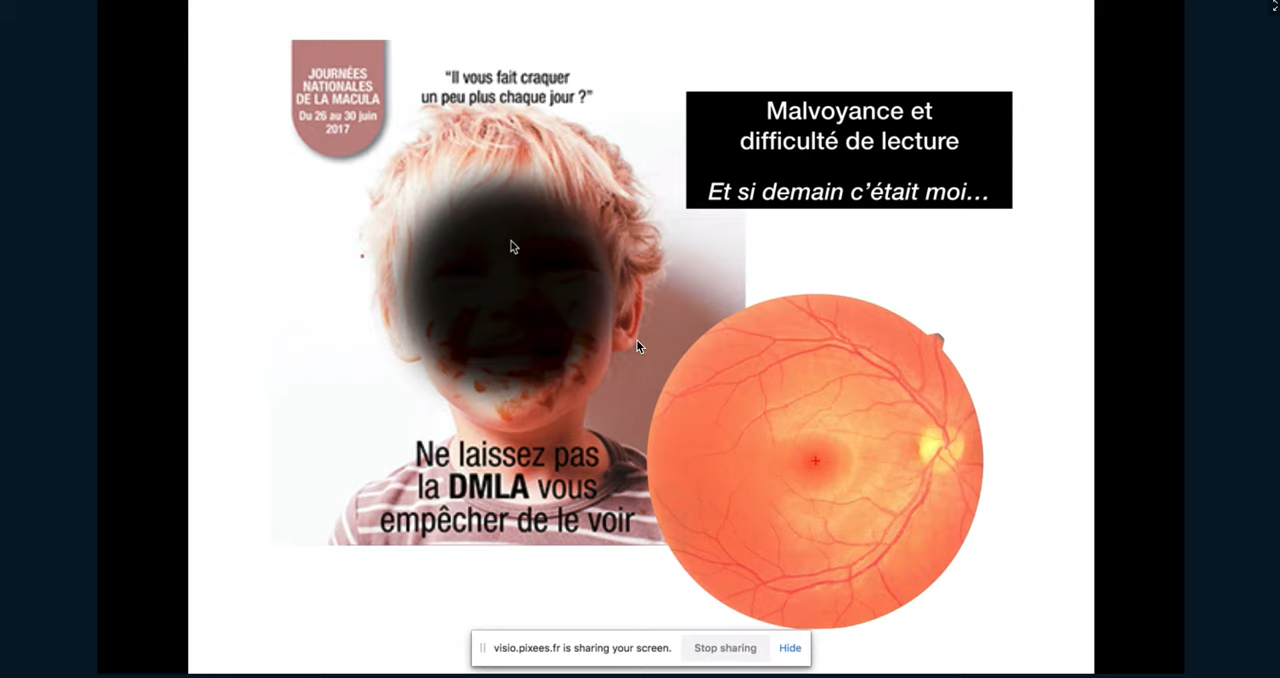 JOURNÉES
NATIONALES
DE LA MACULA
Du 26 au 30 juin
2017
“Il vous fait craquer
un peu plus chaque jour ?”
Malvoyance et
difficulté de lecture
Et si demain c’était moi…
Ne laissez pas
la DMLA vous
empêcher de le voir
visio.pixees.fr is sharing your screen. Stop sharing Hide